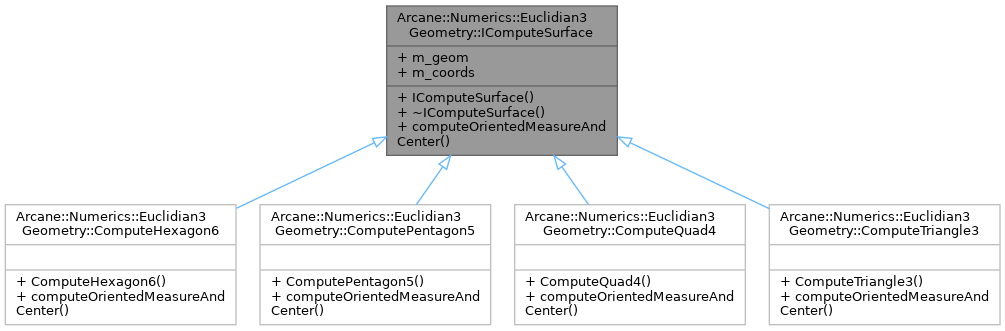 Arcane::Numerics::Euclidian3
Geometry::IComputeSurface
+ m_geom
+ m_coords
+ IComputeSurface()
+ ~IComputeSurface()
+ computeOrientedMeasureAnd
Center()
Arcane::Numerics::Euclidian3
Geometry::ComputeHexagon6
+ ComputeHexagon6()
+ computeOrientedMeasureAnd
Center()
Arcane::Numerics::Euclidian3
Geometry::ComputePentagon5
+ ComputePentagon5()
+ computeOrientedMeasureAnd
Center()
Arcane::Numerics::Euclidian3
Geometry::ComputeQuad4
+ ComputeQuad4()
+ computeOrientedMeasureAnd
Center()
Arcane::Numerics::Euclidian3
Geometry::ComputeTriangle3
+ ComputeTriangle3()
+ computeOrientedMeasureAnd
Center()